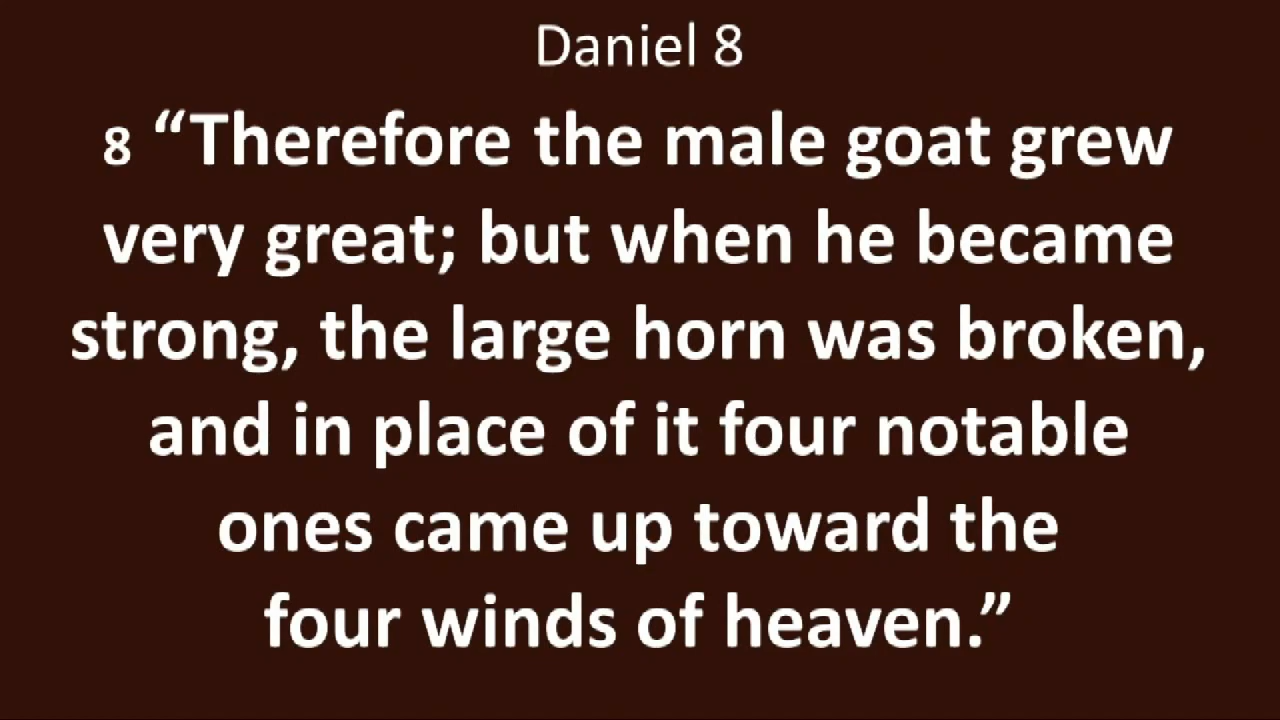 Daniel 8
8 “Therefore the male goat grew
very great; but when he became
strong, the large horn was broken,
and in place of it four notable
ones came up toward the
four winds of heaven.”